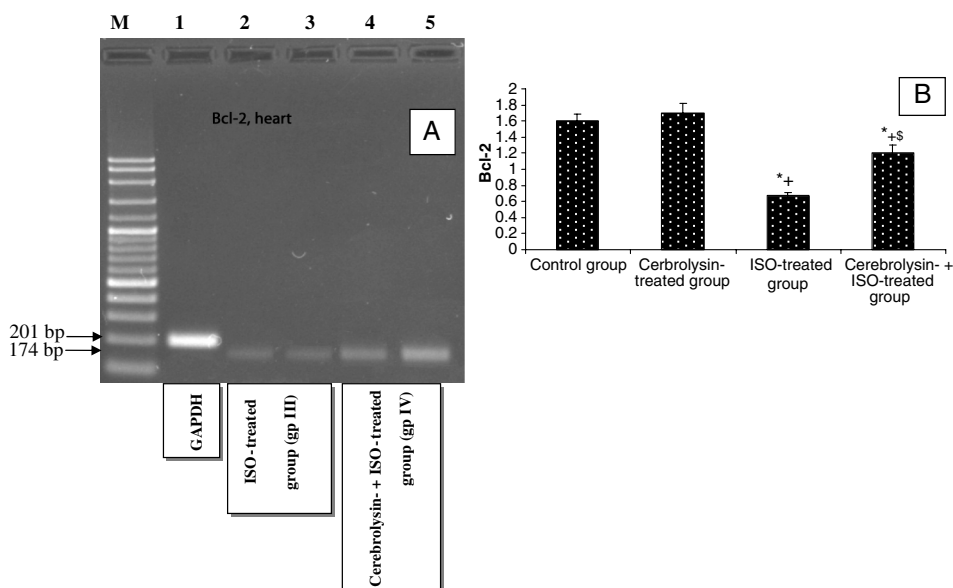 M 1 2 3 4 5
Bcl-2, heart
A
201 bp
174 bp
GAPDH
ISO-treated
group (gp III)
Cerebrolysin- + ISO-treated
group (gp IV)
B
Bcl-2
2
1.8
1.6
1.4
1.2
1
0.8
0.6
0.4
0.2
0
*+
*+$
Control group
Cerbrolysin-
treated group
ISO-treated
group
Cerebrolysin- +
ISO-treated
group